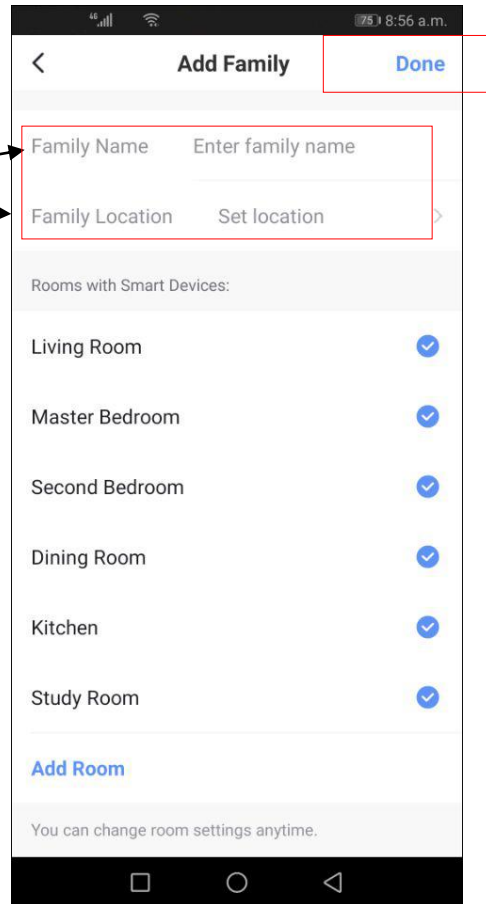 46 75 8:56 a.m.
Add Family Done
Family Name Enter family name
Family Location Set location
Rooms with Smart Devices:
Living Room
Master Bedroom
Second Bedroom
Dining Room
Kitchen
Study Room
Add Room
You can change room settings anytime.